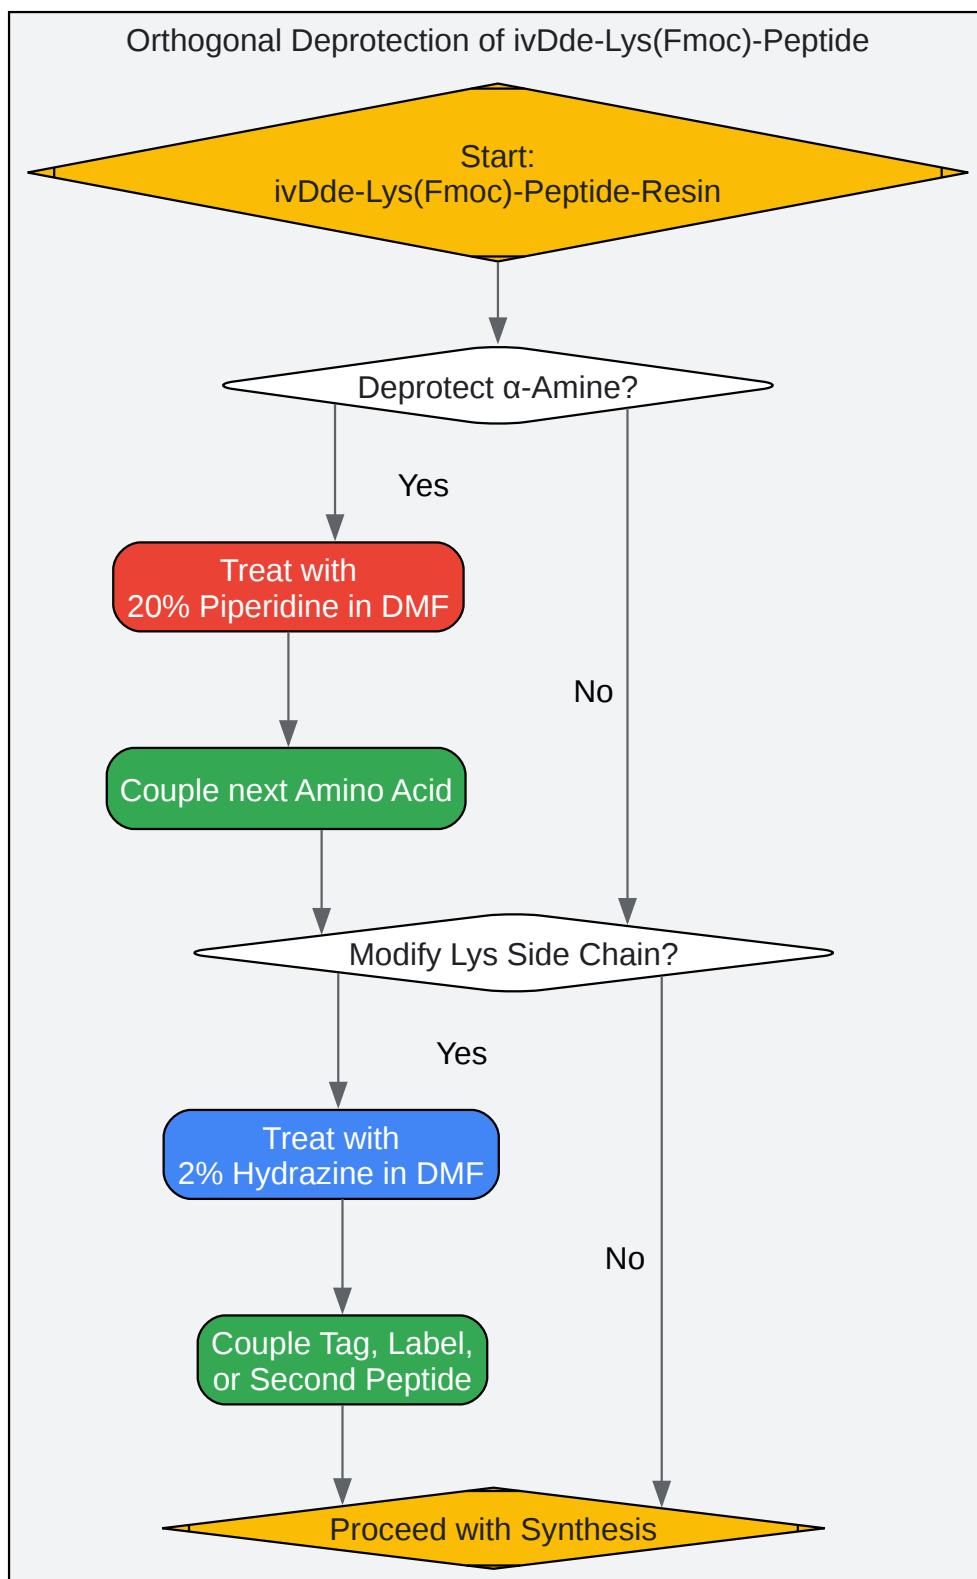 Orthogonal Deprotection of ivDde-Lys(Fmoc)-Peptide
Start:
ivDde-Lys(Fmoc)-Peptide-Resin
Deprotect α-Amine?
Yes
Treat with
20% Piperidine in DMF
No
Couple next Amino Acid
Modify Lys Side Chain?
Yes
Treat with
2% Hydrazine in DMF
No
Couple Tag, Label,
or Second Peptide
Proceed with Synthesis